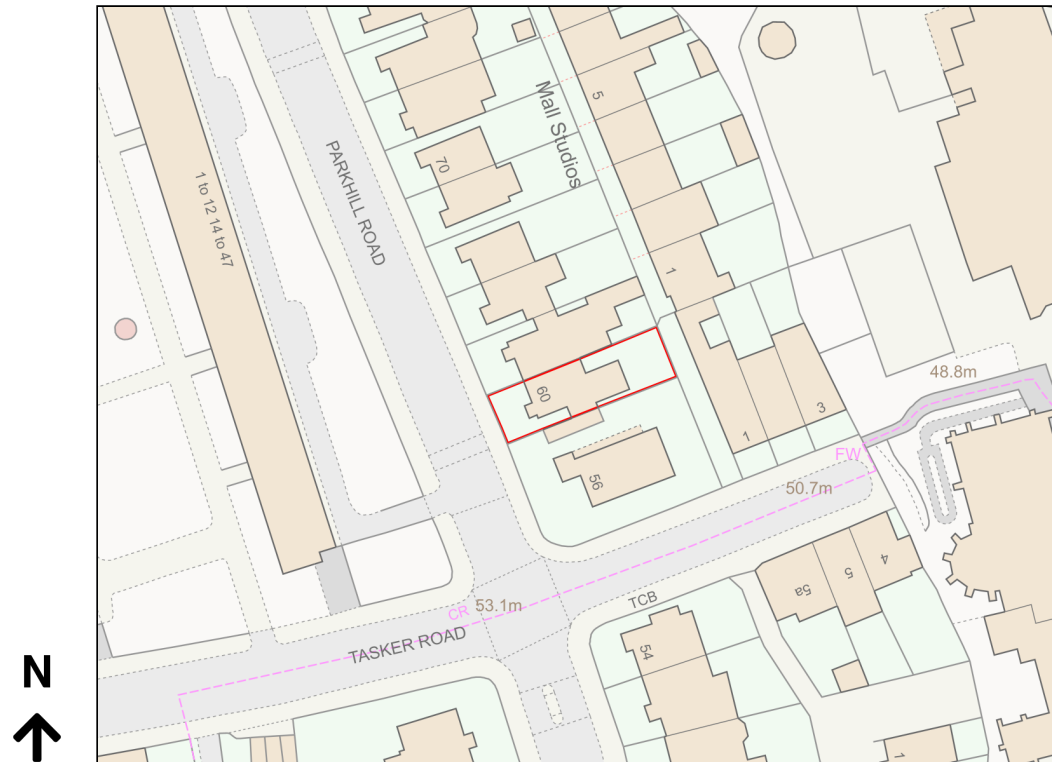 Mall Studios
5
70
PARKHILL ROAD
1 to 12 14 to 47
1
60
48.8m
3
1
FW
56
50.7m
4
5
5a
TCB
CR
53.1m
TASKER ROAD
54
N
1